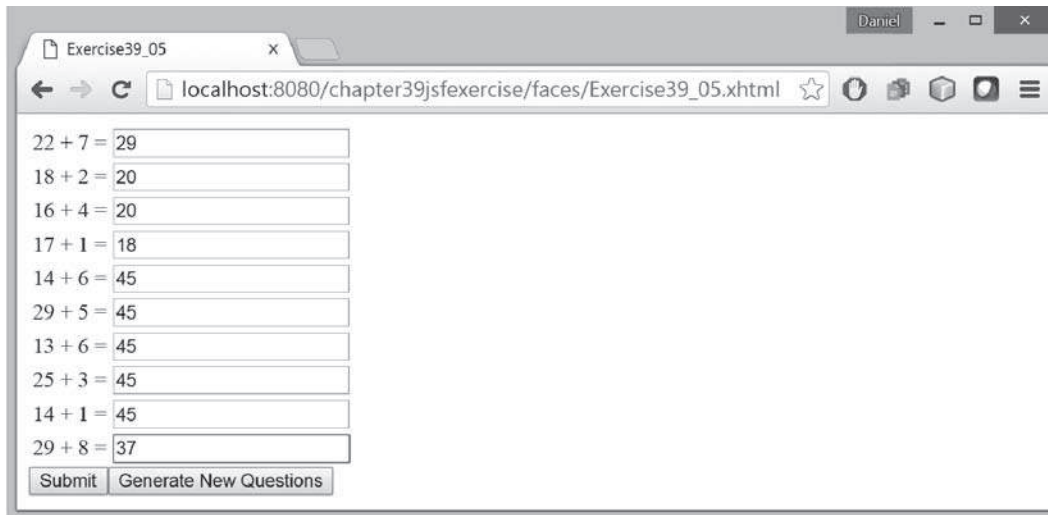 Daniel
Exercise39_05
localhost:8080/chapter39jsfexercise/faces/Exercise39_05.xhtml
22 + 7 = 29
18 + 2 = 20
16 + 4 = 20
17 + 1 = 18
14 + 6 = 45
29 + 5 = 45
13 + 6 = 45
25 + 3 = 45
14 + 1 = 45
29 + 8 = 37
Submit Generate New Questions